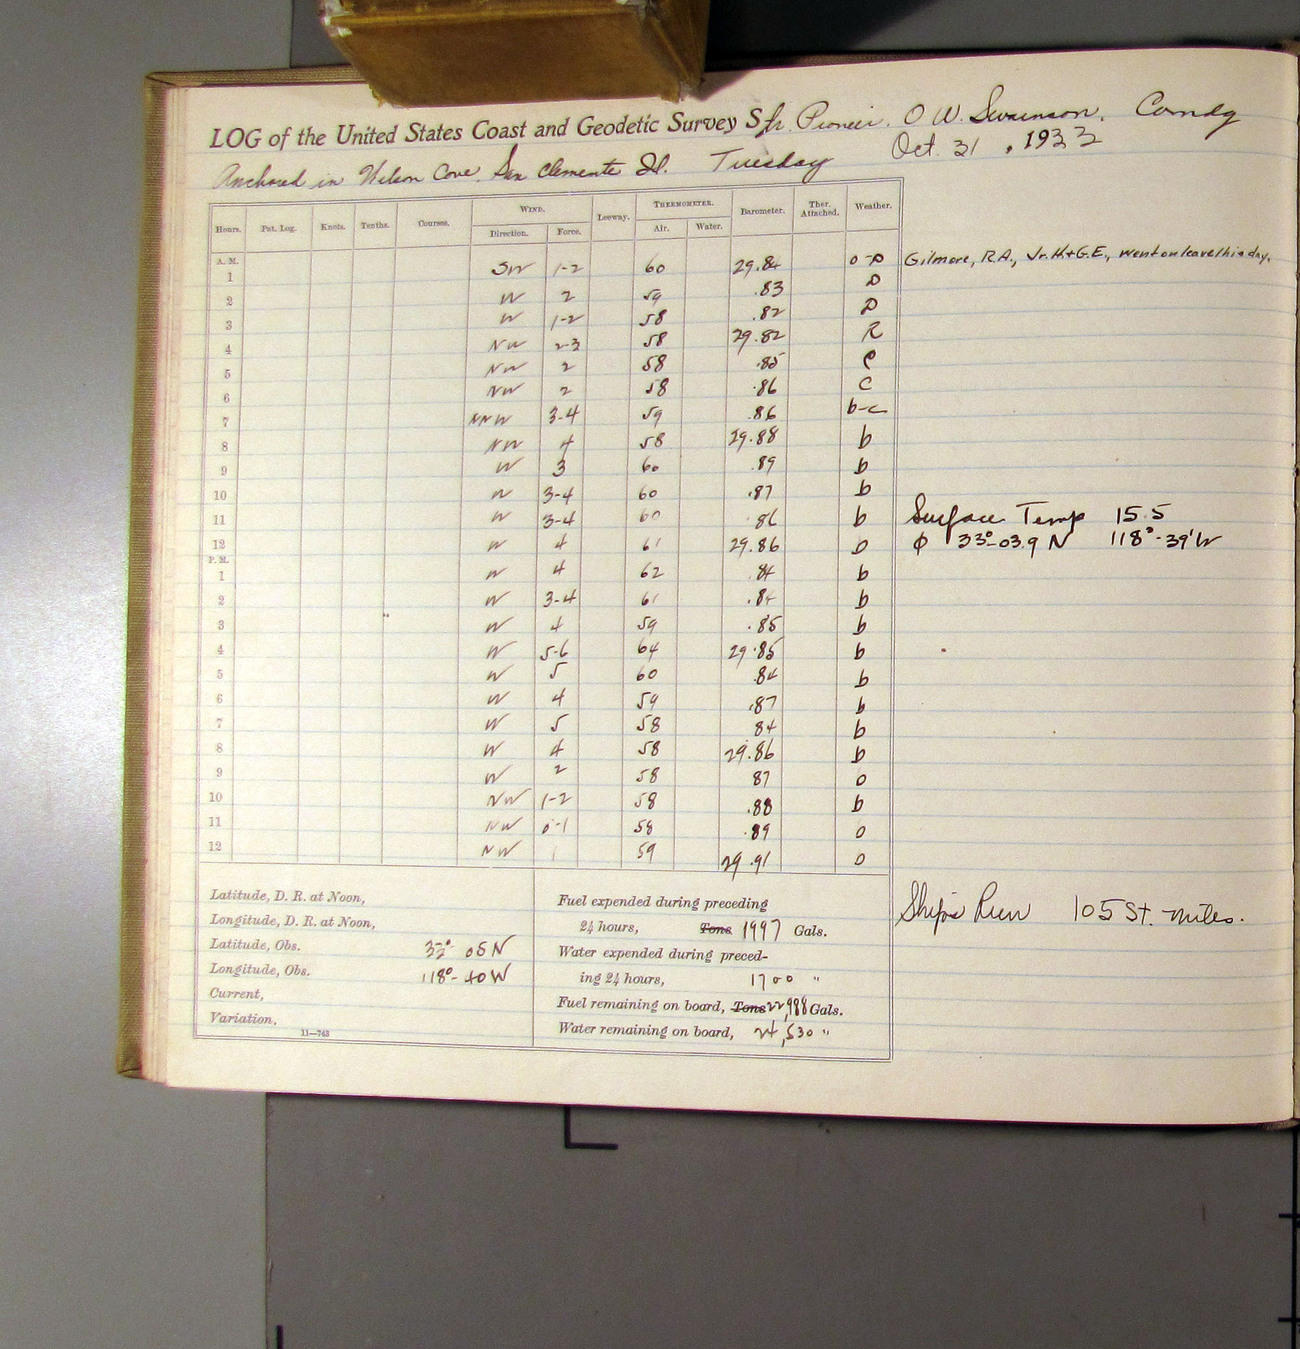 LOG of the United States Coast and Geodetic Survey Str. Pioneer. O. W. Swainson, Comdg
Anchored in Wilson Cove. San Clemente Id. Tuesday Oct. 31, 1933
Hours. Pat. Log. Knots. Tenths. Courses. WIND. Leeway. THERMOMETER. Barometer. Ther. Attached. Weather.
Direction. Force. Air. Water.
A. M.
1 SW 1-2 60 29.84 o-D Gilmore, R.A., Jr. H.+G.E., went on leave this day.
2 W 2 59 .83 D
3 W 1-2 58 .82 D
4 NW 2-3 58 29.82 R
5 NW 2 58 .85 C
6 NW 2 58 .86 C
7 NNW 3-4 59 .86 b-c
8 NW 4 58 29.88 b
9 W 3 60 .89 b
10 W 3-4 60 .87 b
11 W 3-4 60 .86 b Surface Temp 15.5
12 W 4 61 29.86 o ϕ 33°-03.9 N 118°-39'W
P. M.
1 W 4 62 .84 b
2 W 3-4 61 .84 b
3 W 4 59 .85 b
4 W 5-6 64 29.85 b
5 W 5 60 .84 b
6 W 4 59 .87 b
7 W 5 58 84 b
8 W 4 58 29.86 b
9 W 2 58 87 o
10 NW 1-2 58 .88 b
11 NW 0-1 58 .89 o
12 NW 1 59 29.91 o
Latitude, D. R. at Noon,
Longitude, D. R. at Noon,
Latitude, Obs. 05 N
Longitude, Obs. 118°-40W
Current,
Variation,
11—763
Fuel expended during preceding
24 hours, Tons 1997 Gals.
Water expended during preced-
ing 24 hours, 1700 "
Fuel remaining on board, Tons 22,988 Gals.
Water remaining on board, 24,530 "
Ship's Run 105 St. miles.